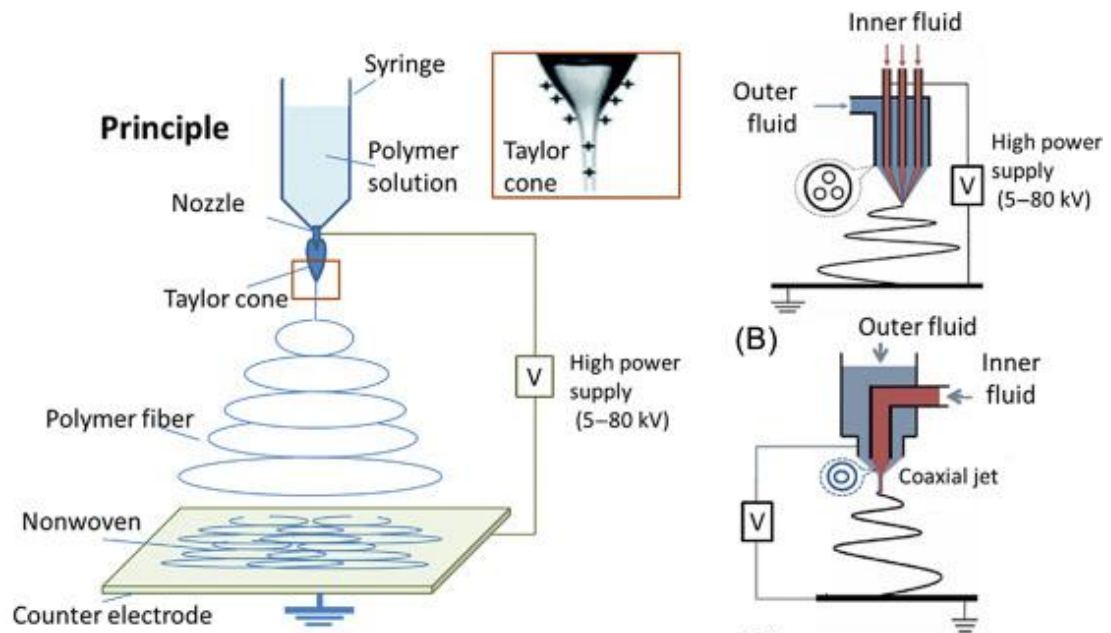 Principle
Syringe
Polymer
solution
Nozzle
Taylor cone
Taylor
cone
High power
supply
(5–80 kV)
V
Polymer fiber
Nonwoven
Counter electrode
Inner fluid
Outer
fluid
High power
supply
(5–80 kV)
V
(B)
Outer fluid
Inner
fluid
Coaxial jet
V